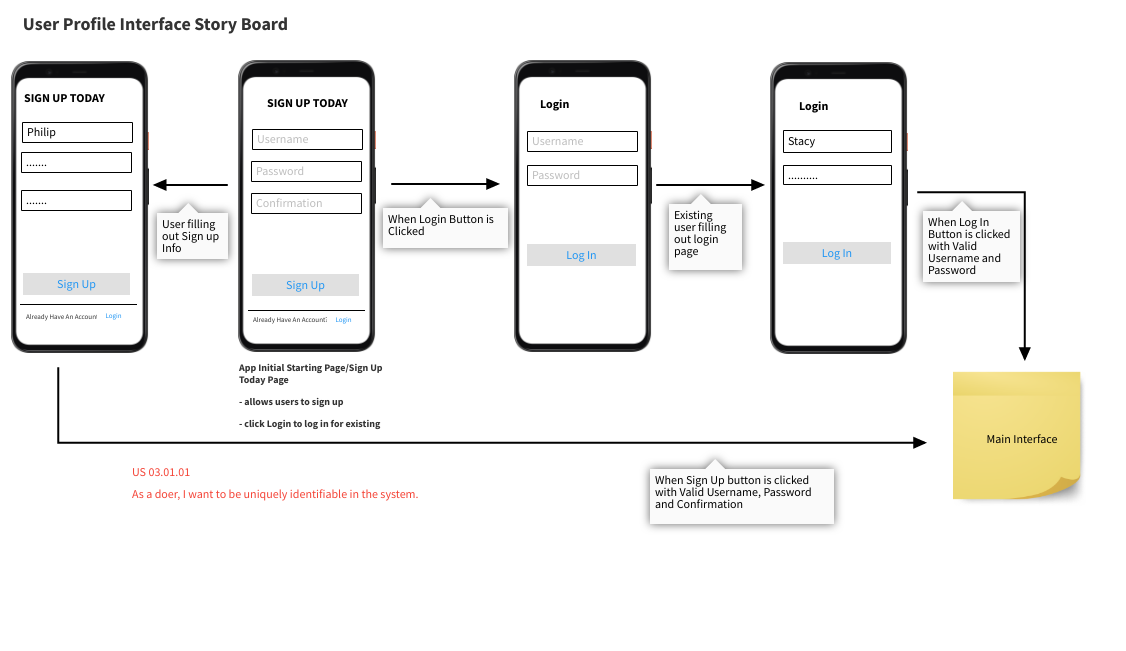 User Profile Interface Story Board
SIGN UP TODAY
Philip
.......
.......
Sign Up
Already Have An Account
Login
User filling
out Sign up
Info
SIGN UP TODAY
Username
Password
Confirmation
Sign Up
Already Have An Account?
Login
App Initial Starting Page/Sign Up
Today Page
- allows users to sign up
- click Login to log in for existing
When Login Button is
Clicked
Login
Username
Password
Log In
Existing
user filling
out login
page
Login
Stacy
..........
Log In
When Log In
Button is clicked
with Valid
Username and
Password
Main Interface
US 03.01.01
As a doer, I want to be uniquely identifiable in the system.
When Sign Up button is clicked
with Valid Username, Password
and Confirmation